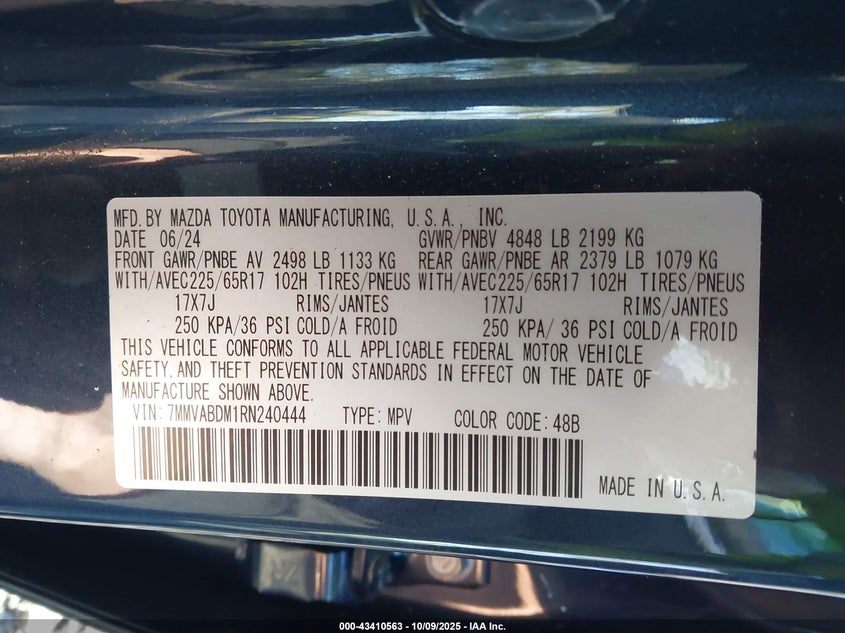 MFD. BY MAZDA TOYOTA MANUFACTURING, U.S.A., INC.
DATE 06/24 GVWR/PNBV 4848 LB 2199 KG
FRONT GAWR/PNBE AV 2498 LB 1133 KG REAR GAWR/PNBE AR 2379 LB 1079 KG
WITH/AVEC225/65R17 102H TIRES/PNEUS WITH/AVEC225/65R17 102H TIRES/PNEUS
17X7J RIMS/JANTES 17X7J RIMS/JANTES
250 KPA/36 PSI COLD/A FROID 250 KPA/ 36 PSI COLD/A FROID
THIS VEHICLE CONFORMS TO ALL APPLICABLE FEDERAL MOTOR VEHICLE
SAFETY,AND THEFT PREVENTION STANDARDS IN EFFECT ON THE DATE OF
MANUFACTURE SHOWN ABOVE.
VIN: 7MMVABDM1RN240444 TYPE: MPV COLOR CODE: 48B
MADE IN U.S.A.
000-43410563 - 10/09/2025 - IAA Inc.